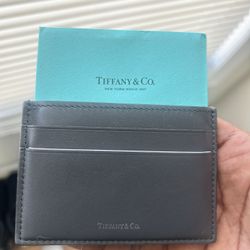 TIFFANY & CO.
NEW YORK SINCE 1837
TIFFANY & CO.